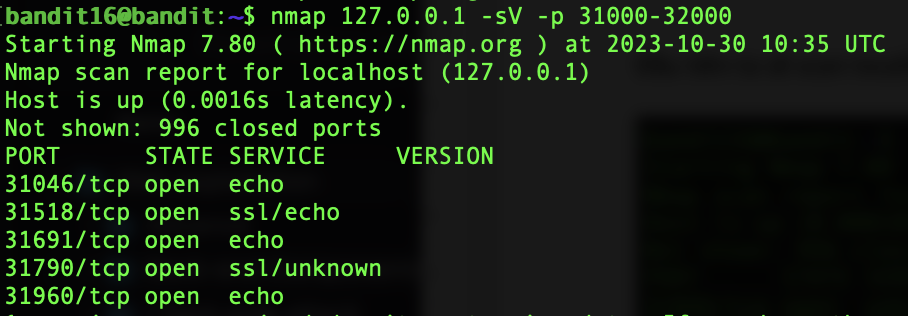 bandit16@bandit:~$ nmap 127.0.0.1 -sV -p 31000-32000
Starting Nmap 7.80 ( https://nmap.org ) at 2023-10-30 10:35 UTC
Nmap scan report for localhost (127.0.0.1)
Host is up (0.0016s latency).
Not shown: 996 closed ports
PORT      STATE SERVICE     VERSION
31046/tcp open  echo
31518/tcp open  ssl/echo
31691/tcp open  echo
31790/tcp open  ssl/unknown
31960/tcp open  echo